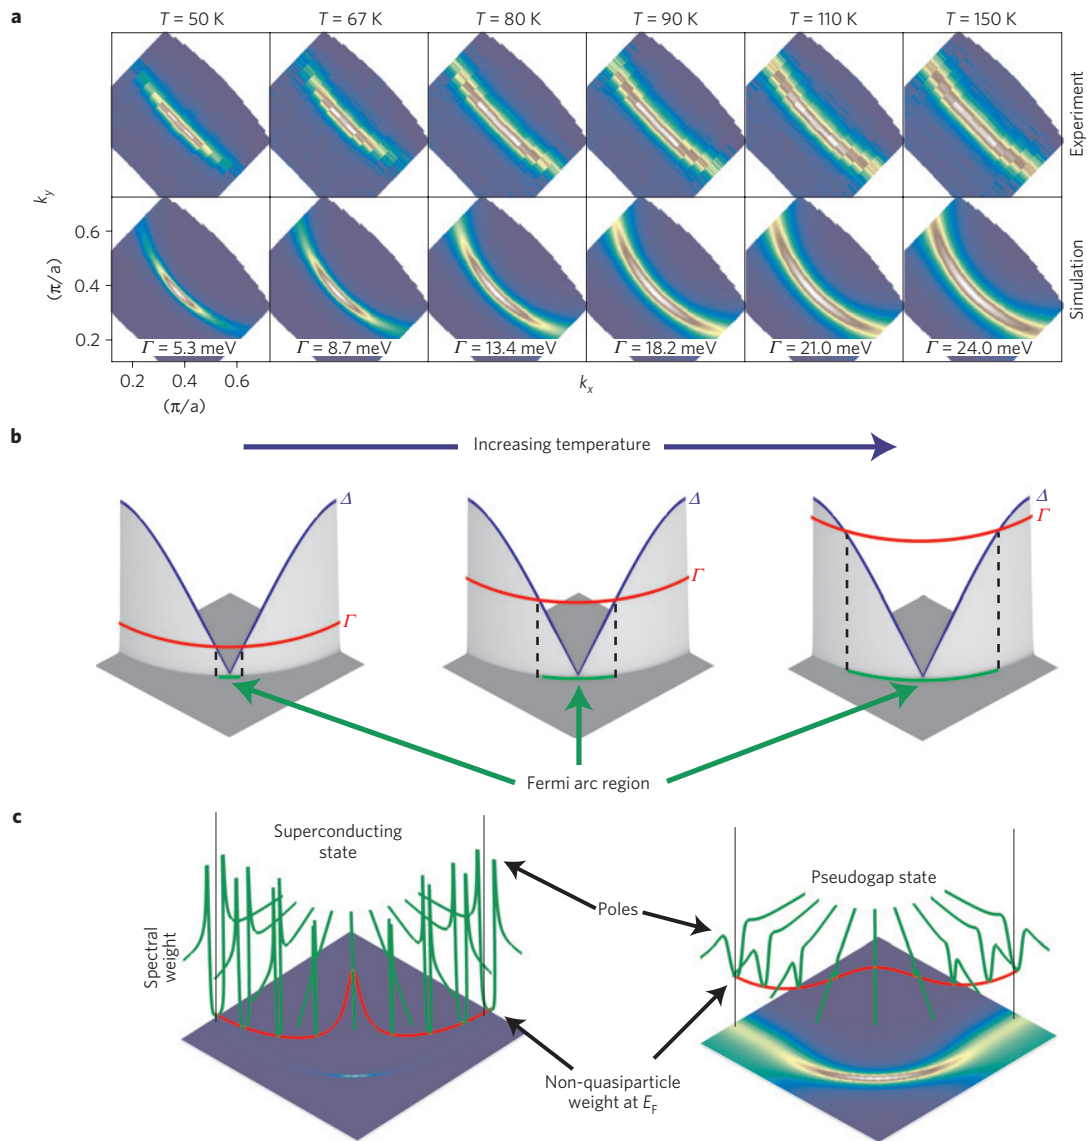 a
T = 50 K T = 67 K T = 80 K T = 90 K T = 110 K T = 150 K
Experiment
k_y
(π/a)
0.6
0.4
0.2
Simulation
Γ = 5.3 meV Γ = 8.7 meV Γ = 13.4 meV Γ = 18.2 meV Γ = 21.0 meV Γ = 24.0 meV
0.2 0.4 0.6
k_x
(π/a)
b
Increasing temperature
Δ
Γ
Δ
Γ
Δ
Γ
Fermi arc region
c
Superconducting
state
Pseudogap state
Poles
Spectral
weight
Non-quasiparticle
weight at E_F